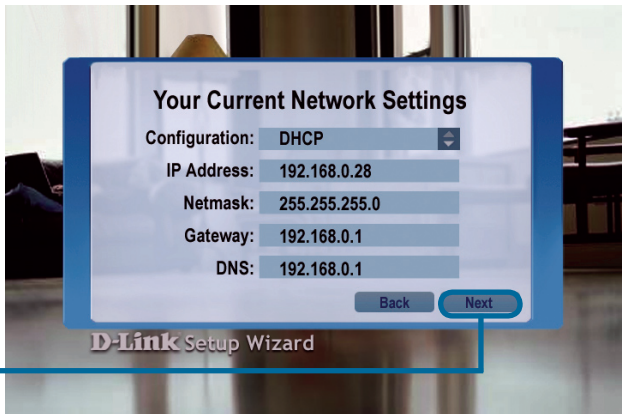 Your Current Network Settings
Configuration: DHCP
IP Address: 192.168.0.28
Netmask: 255.255.255.0
Gateway: 192.168.0.1
DNS: 192.168.0.1
Back Next
D-Link Setup Wizard